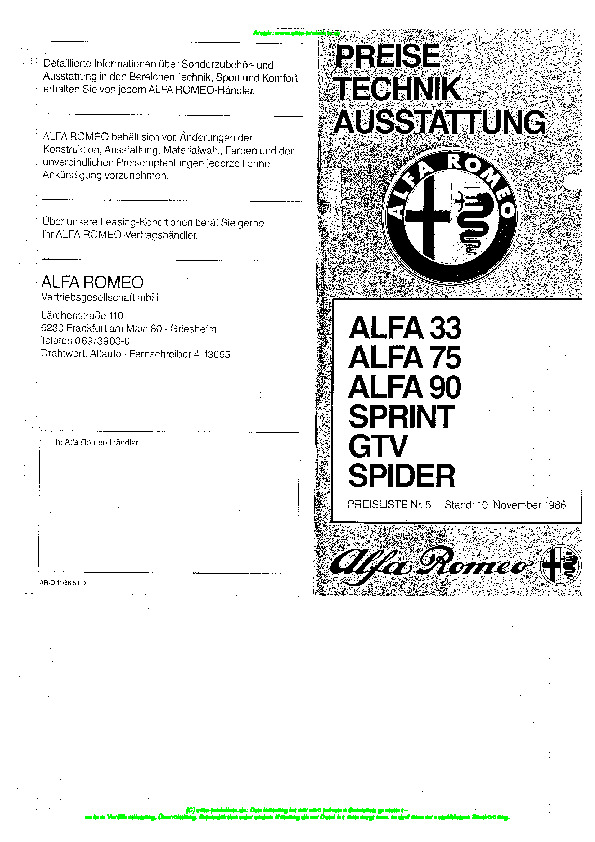 Detaillierte Informationen über Sonderzubehör und
Ausstattung in den Bereichen Technik, Sport und Komfort
erhalten Sie von jedem ALFA ROMEO-Händler.
ALFA ROMEO behält sich vor, Änderungen der
Konstruktion, Ausstattung, Materialwahl, Farben und der
unverbindlichen Preisempfehlungen jederzeit ohne
Ankündigung vorzunehmen.
Über unsere Leasing-Konditionen berät Sie gerne
Ihr ALFA ROMEO-Vertragshändler.
ALFA ROMEO
Vertriebsgesellschaft mbH
Lärchenstraße 110
6230 Frankfurt am Main 80 - Griesheim
Telefon 069/3903-0
Drahtwort: Alfauto - Fernschreiber 4
Ihr Alfa Romeo Händler
PREISE
TECHNIK
AUSSTATTUNG
ALFA ROMEO
ALFA 33
ALFA 75
ALFA 90
SPRINT
GTV
SPIDER
PREISLISTE Nr. 5 Stand: 10. November 1986
Alfa Romeo